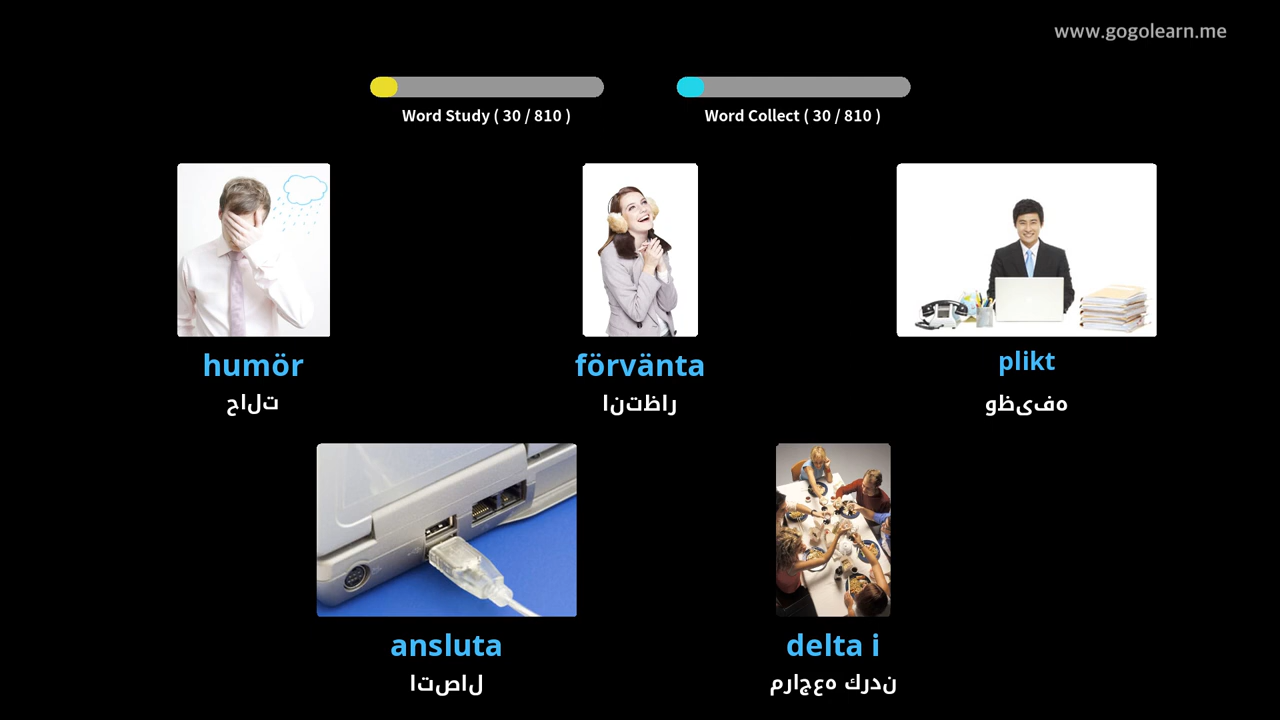 www.gogolearn.me
Word Study ( 30 / 810 )
Word Collect ( 30 / 810 )
humör
تلاح
förvänta
راظتنا
plikt
هفیظو
ansluta
لاصتا
delta i
ندرک هعجارم